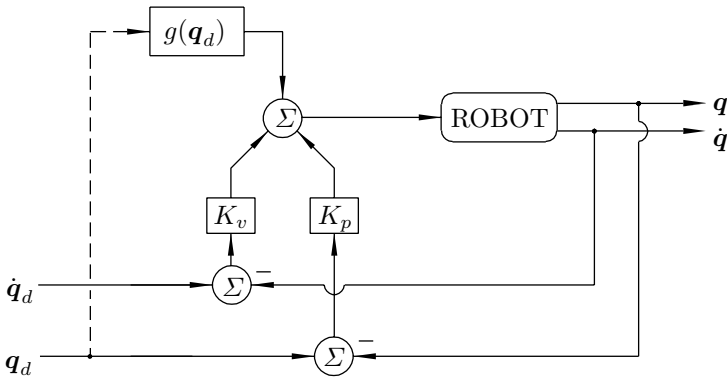 g(𝒒_d)
Σ
ROBOT
𝒒
𝒒̇
K_v
K_p
𝒒̇_d
Σ
−
𝒒_d
Σ
−